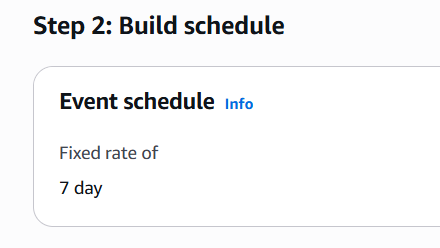 Step 2: Build schedule
Event schedule Info
Fixed rate of
7 day